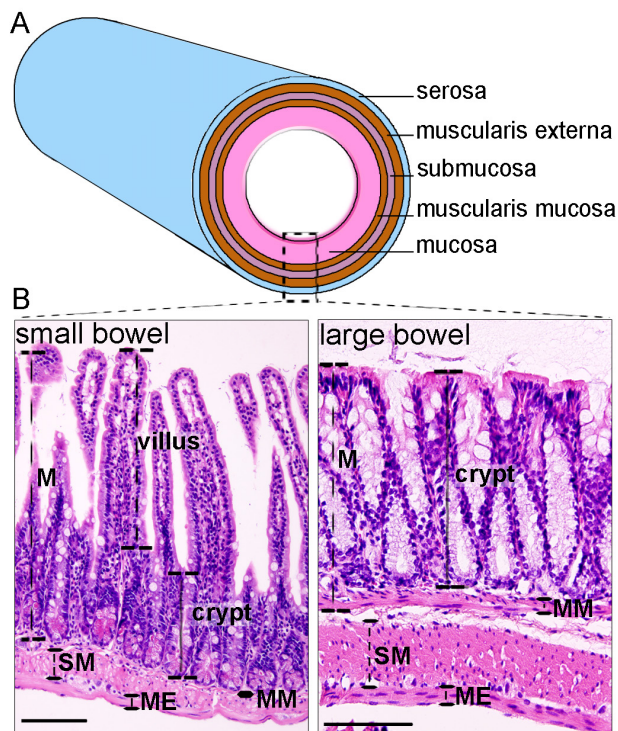 A
serosa
muscularis externa
submucosa
muscularis mucosa
mucosa
B
small bowel
large bowel
villus
M
crypt
SM
ME
MM
M
crypt
MM
SM
ME